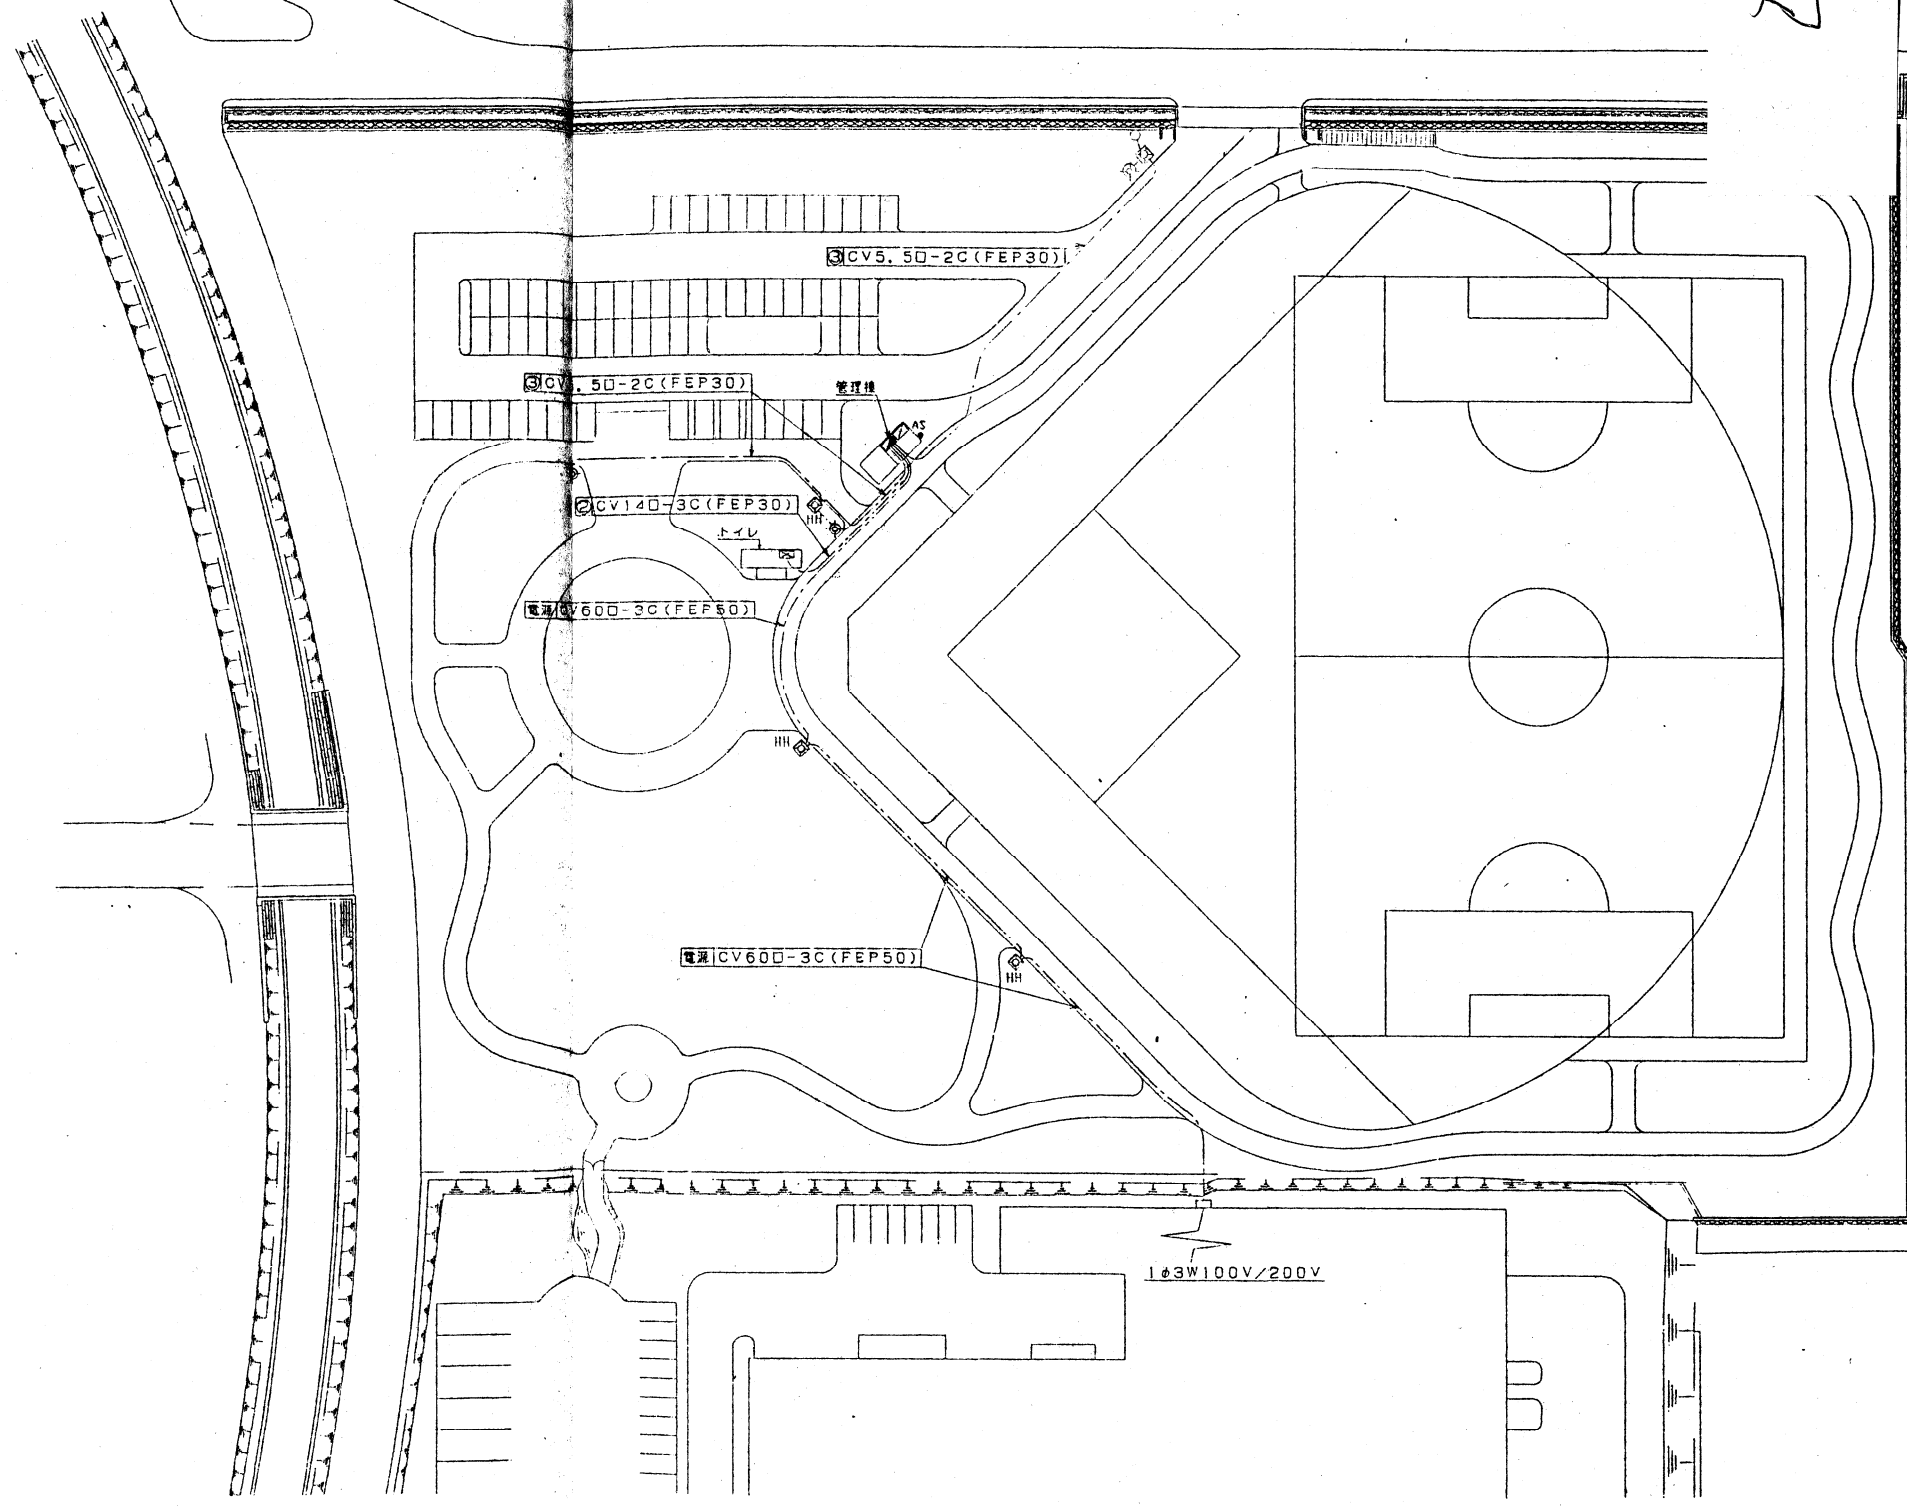 ③CV5.5□-2C(FEP30)
③CV5.5□-2C(FEP30)
管理棟
AS
②CV14□-3C(FEP30)
HH
トイレ
電源CV60□-3C(FEP50)
HH
電源CV60□-3C(FEP50)
HH
1φ3W100V/200V